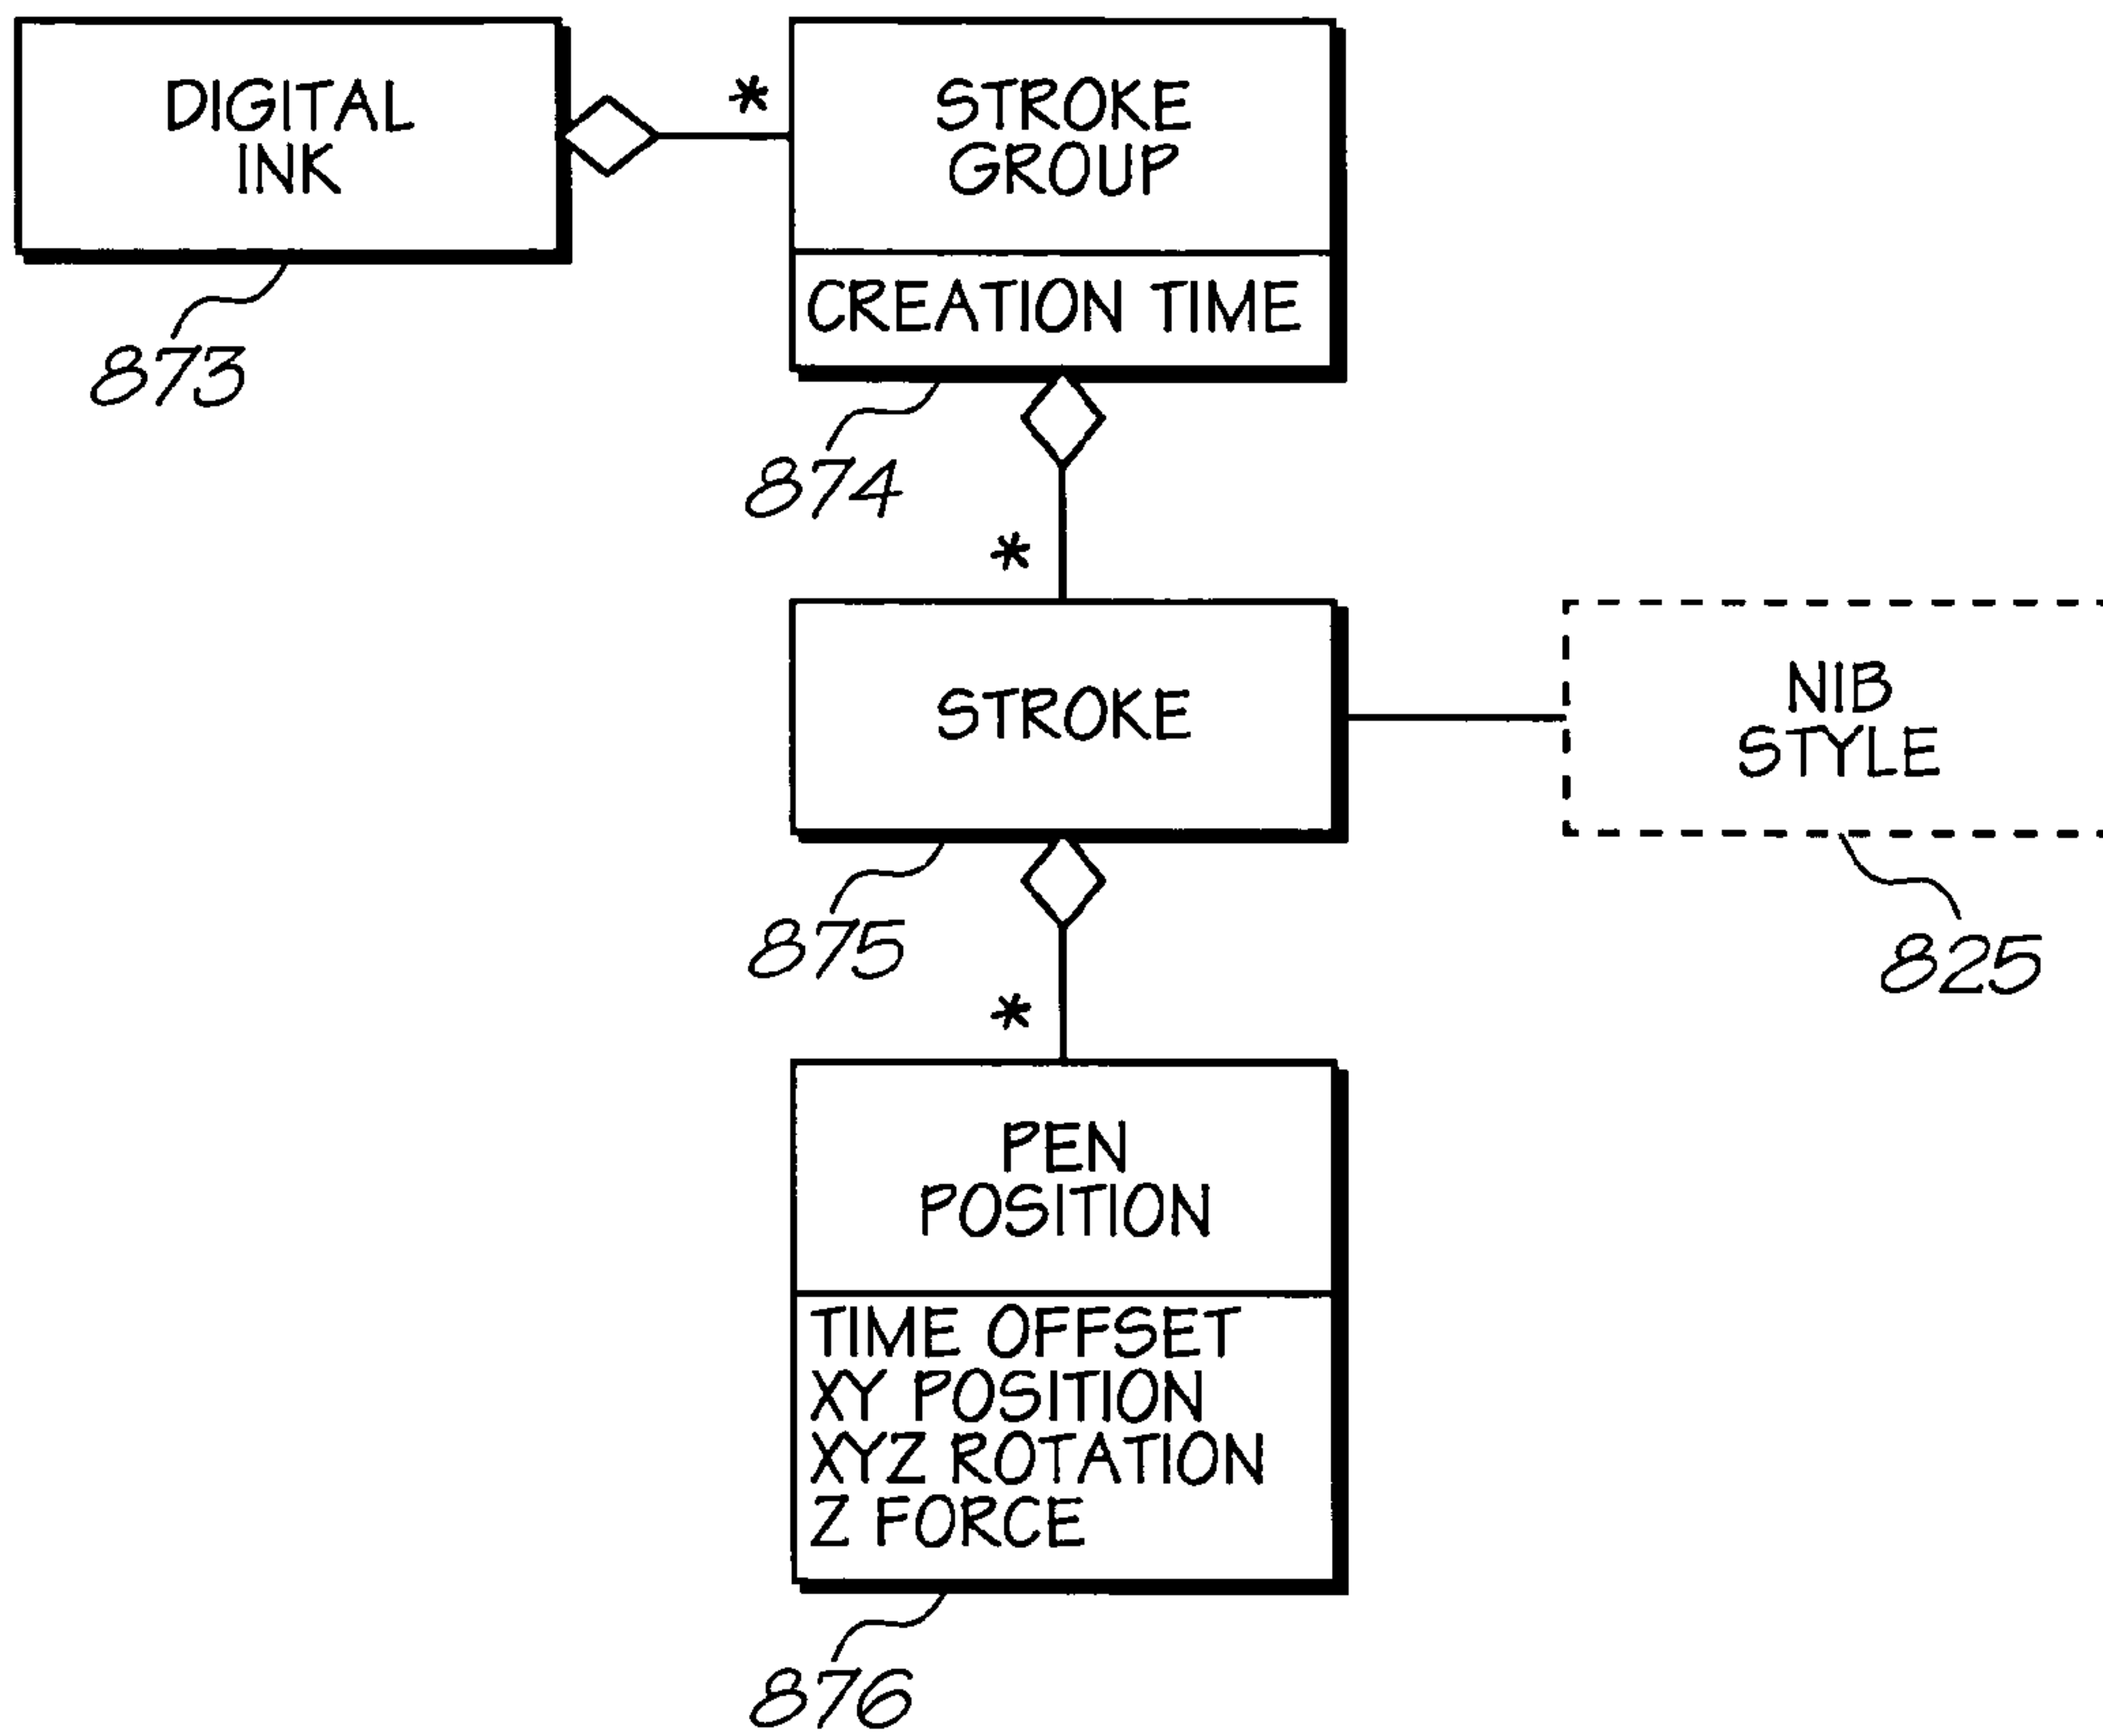 DIGITAL
INK
873
*
STROKE
GROUP
CREATION TIME
874
*
STROKE
875
NIB
STYLE
825
*
PEN
POSITION
TIME OFFSET
XY POSITION
XYZ ROTATION
Z FORCE
876